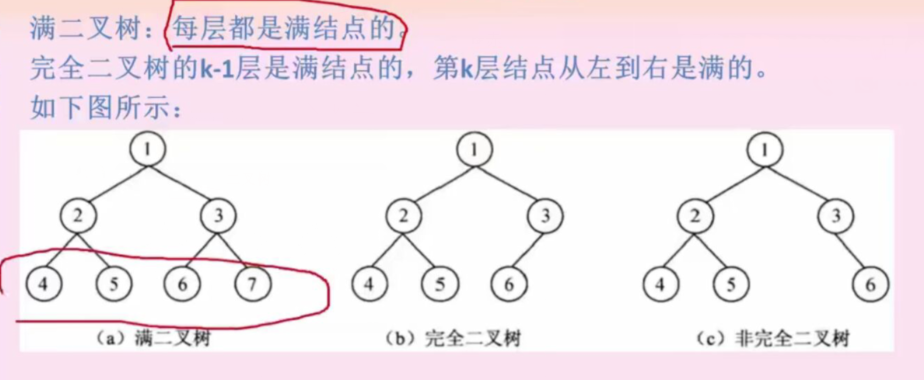 满二叉树：每层都是满结点的。
完全二叉树的k-1层是满结点的，第k层结点从左到右是满的。
如下图所示：
1 1 1
2 3 2 3 2 3
4 5 6 7 4 5 6 4 5 6
（a）满二叉树 （b）完全二叉树 （c）非完全二叉树